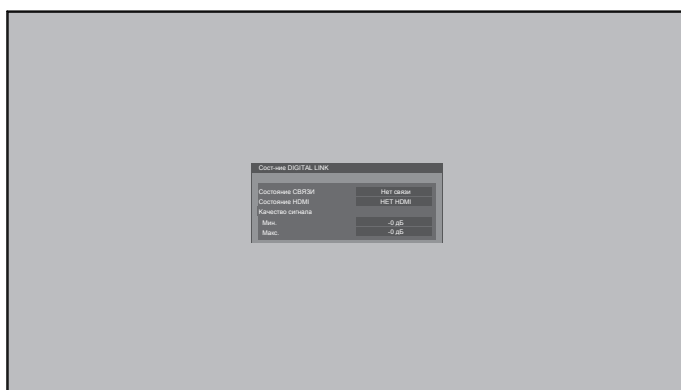 Сост-ние DIGITAL LINK
Состояние СВЯЗИ Нет связи
Состояние HDMI НЕТ HDMI
Качество сигнала
Мин. -0 дБ
Макс. -0 дБ